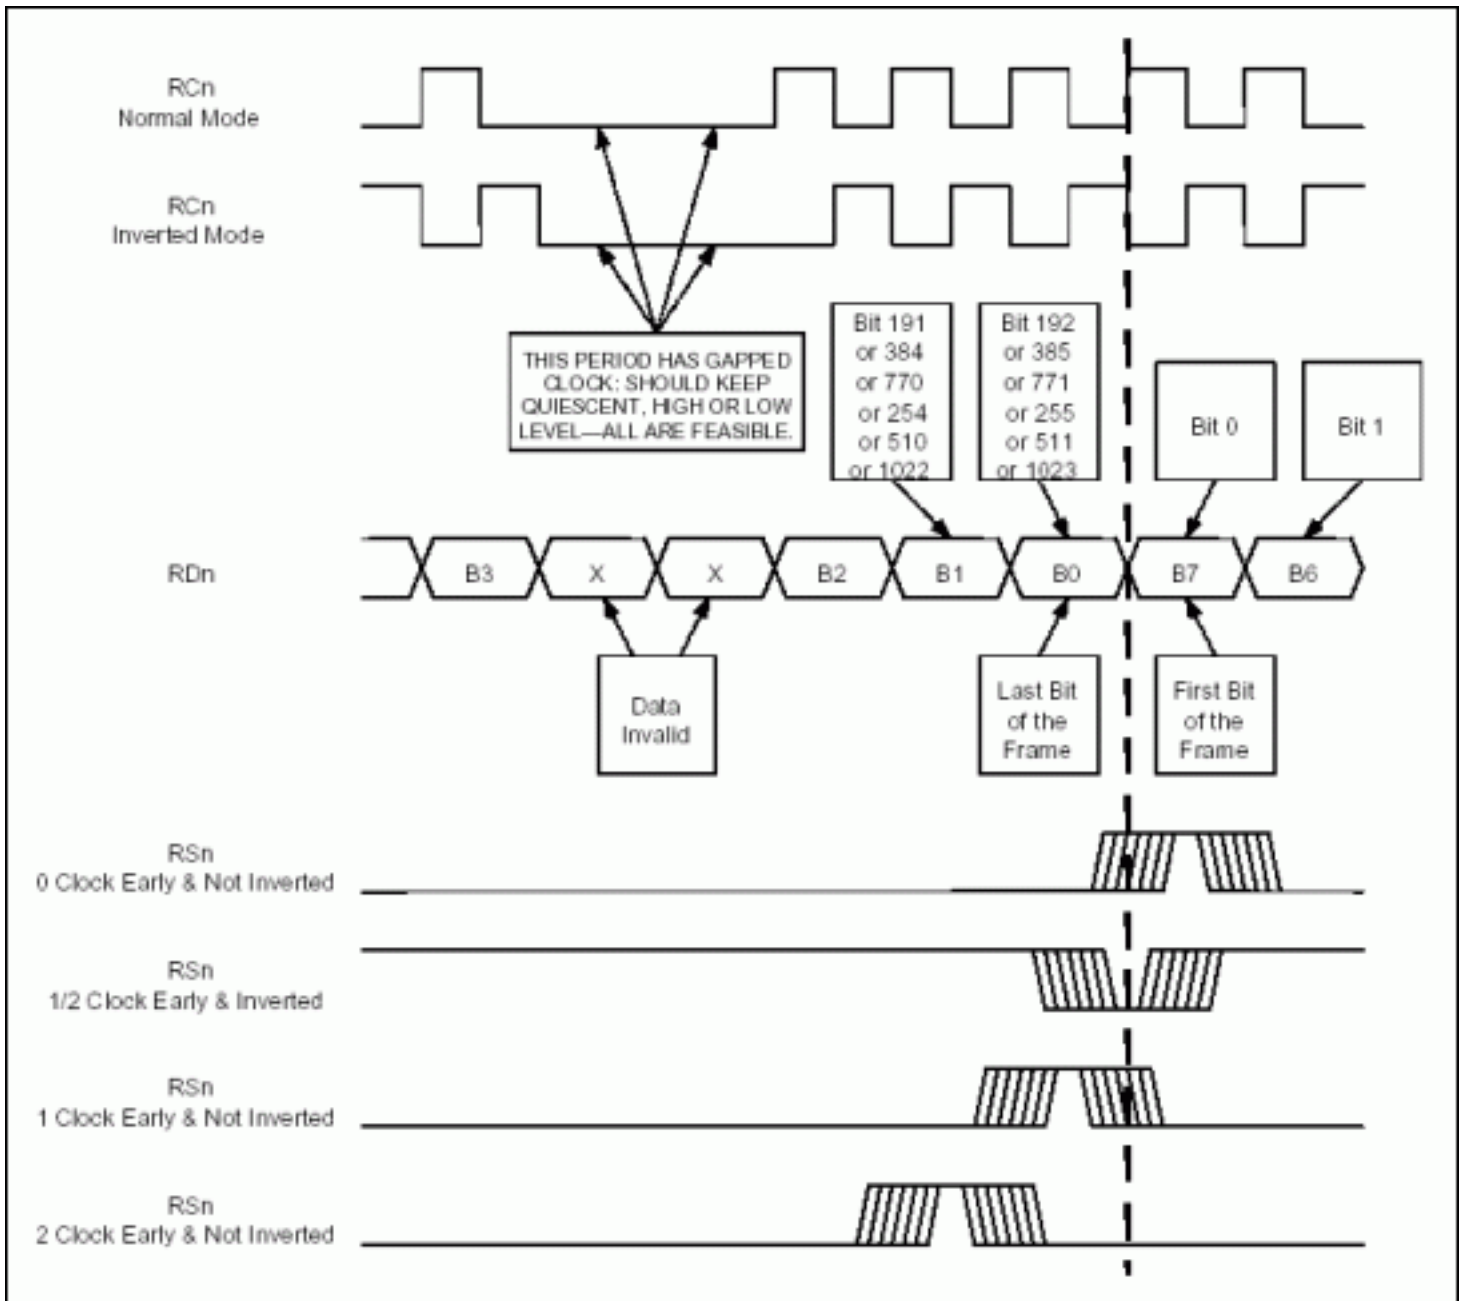 RCn
Normal Mode
RCn
Inverted Mode
THIS PERIOD HAS GAPPED
CLOCK: SHOULD KEEP
QUIESCENT, HIGH OR LOW
LEVEL—ALL ARE FEASIBLE.
Bit 191
or 384
or 770
or 254
or 510
or 1022
Bit 192
or 385
or 771
or 255
or 511
or 1023
Bit 0
Bit 1
RDn
B3
X
X
B2
B1
B0
B7
B6
Data
Invalid
Last Bit
of the
Frame
First Bit
of the
Frame
RSn
0 Clock Early & Not Inverted
RSn
1/2 Clock Early & Inverted
RSn
1 Clock Early & Not Inverted
RSn
2 Clock Early & Not Inverted